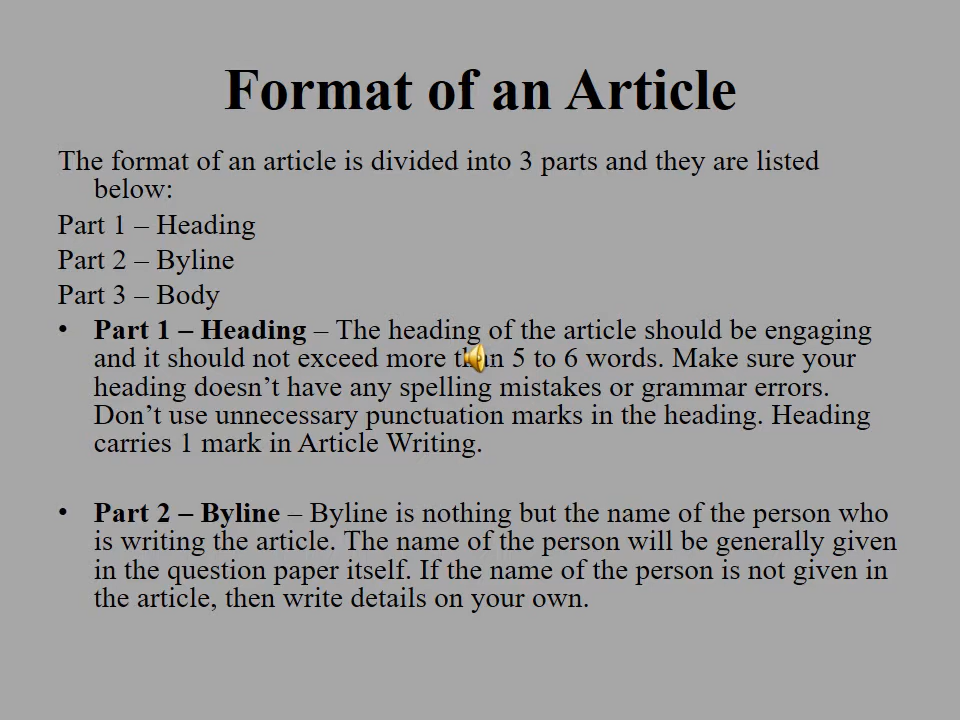 Format of an Article
The format of an article is divided into 3 parts and they are listed
below:
Part 1 – Heading
Part 2 – Byline
Part 3 – Body
• Part 1 – Heading – The heading of the article should be engaging
and it should not exceed more than 5 to 6 words. Make sure your
heading doesn’t have any spelling mistakes or grammar errors.
Don’t use unnecessary punctuation marks in the heading. Heading
carries 1 mark in Article Writing.
• Part 2 – Byline – Byline is nothing but the name of the person who
is writing the article. The name of the person will be generally given
in the question paper itself. If the name of the person is not given in
the article, then write details on your own.